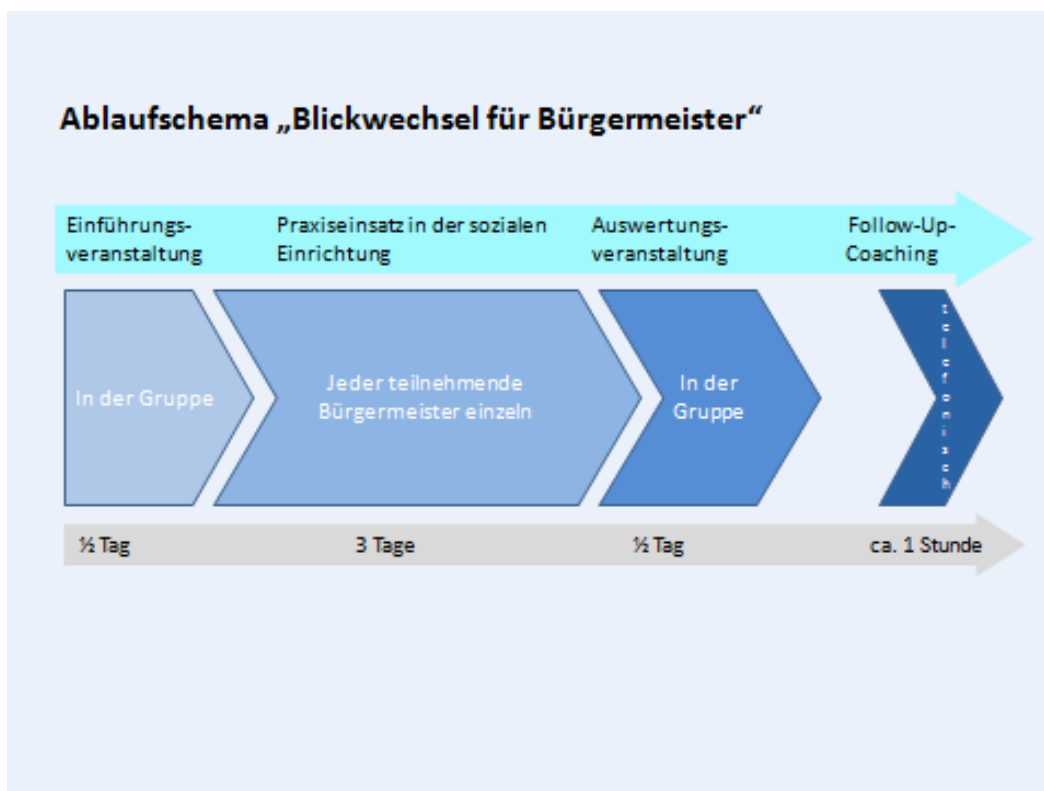 Ablaufschema „Blickwechsel für Bürgermeister“
Einführungs-
veranstaltung
Praxiseinsatz in der sozialen
Einrichtung
Auswertungs-
veranstaltung
Follow-Up-
Coaching
In der Gruppe
Jeder teilnehmende
Bürgermeister einzeln
In der
Gruppe
telefonisch
½ Tag
3 Tage
½ Tag
ca. 1 Stunde